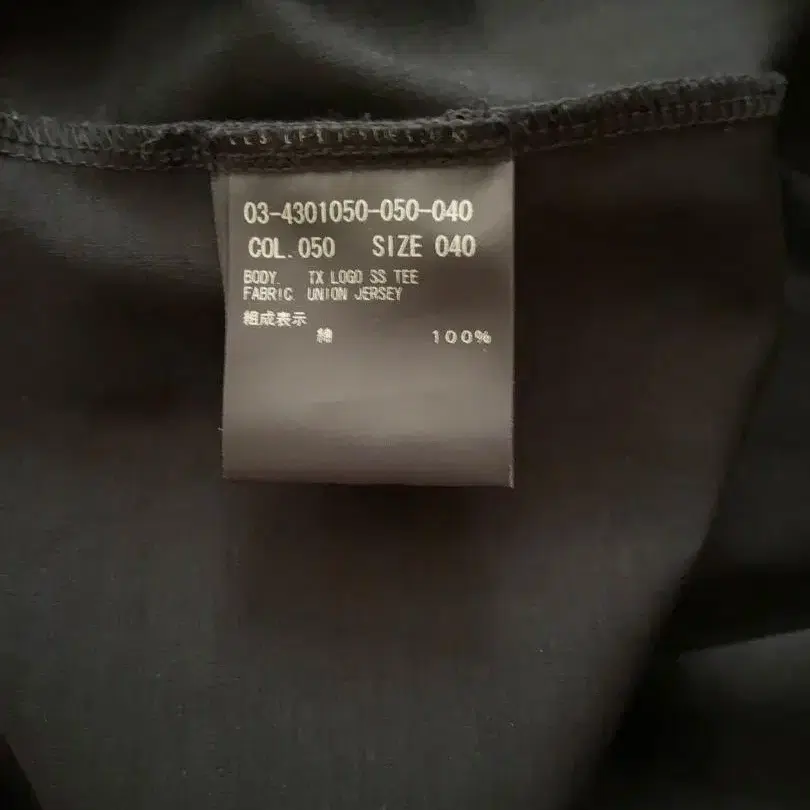 03-4301050-050-040
COL.050 SIZE 040
BODY. TX LOGO SS TEE
FABRIC UNION JERSEY
組成表示
綿 100%